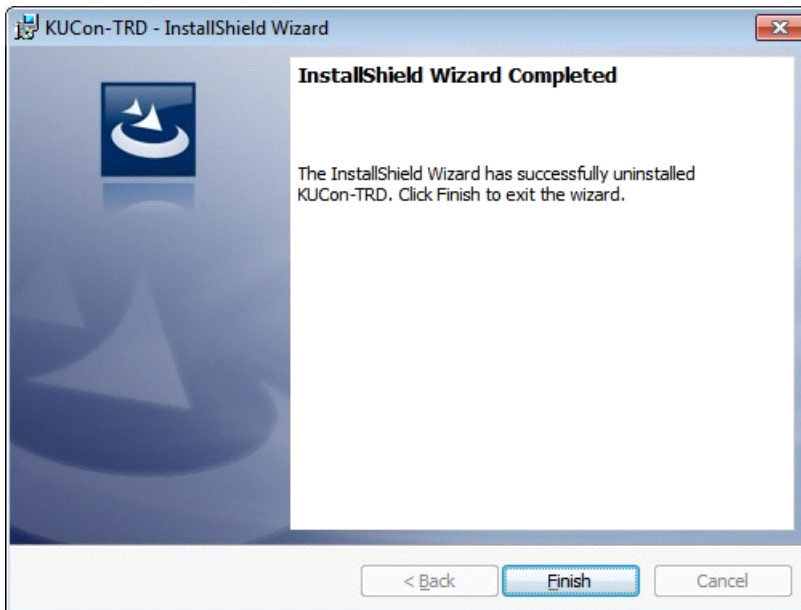 KUCon-TRD - InstallShield Wizard
InstallShield Wizard Completed
The InstallShield Wizard has successfully uninstalled
KUCon-TRD. Click Finish to exit the wizard.
< Back
Finish
Cancel